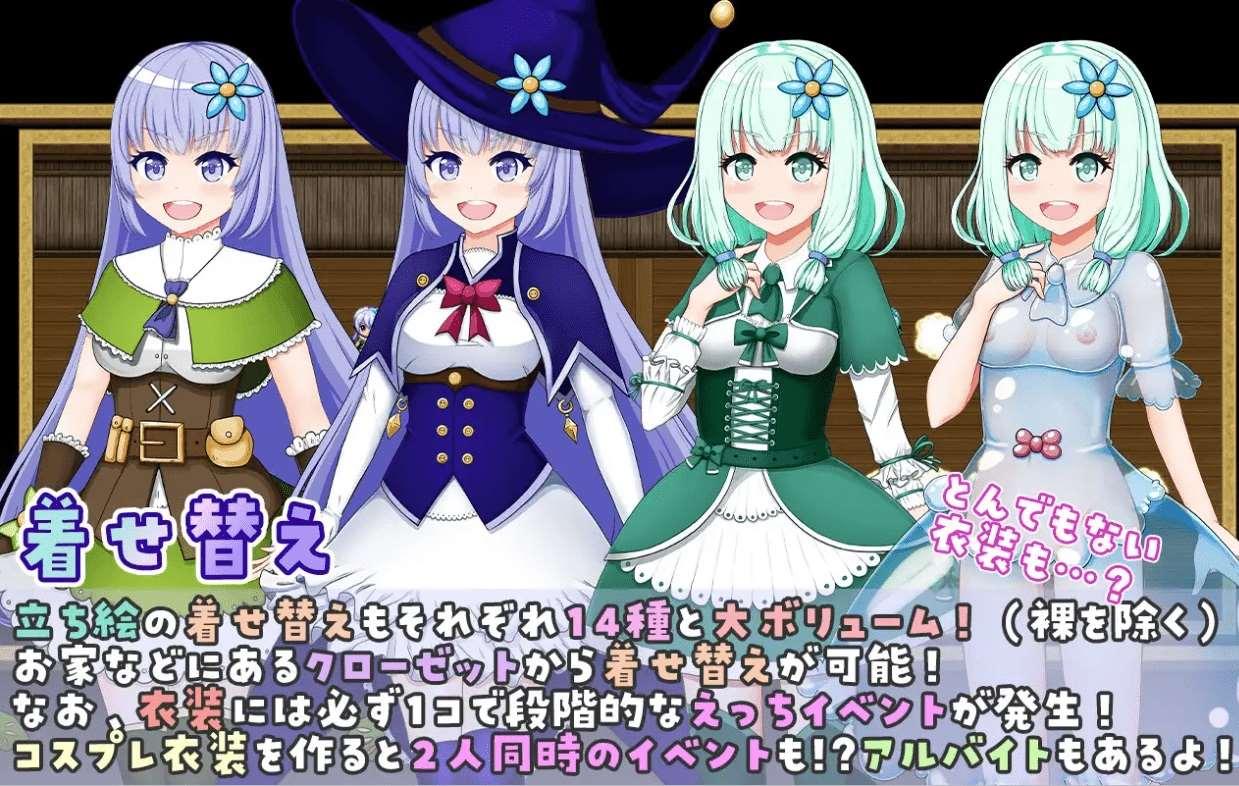 着せ替え
とんでもない
衣装も…?
立ち絵の着せ替えもそれぞれ14種と大ボリューム!(裸を除く)
お家などにあるクローゼットから着せ替えが可能!
なお、衣装には必ず1コで段階的なえっちイベントが発生!
コスプレ衣装を作ると2人同時のイベントも!?アルバイトもあるよ!